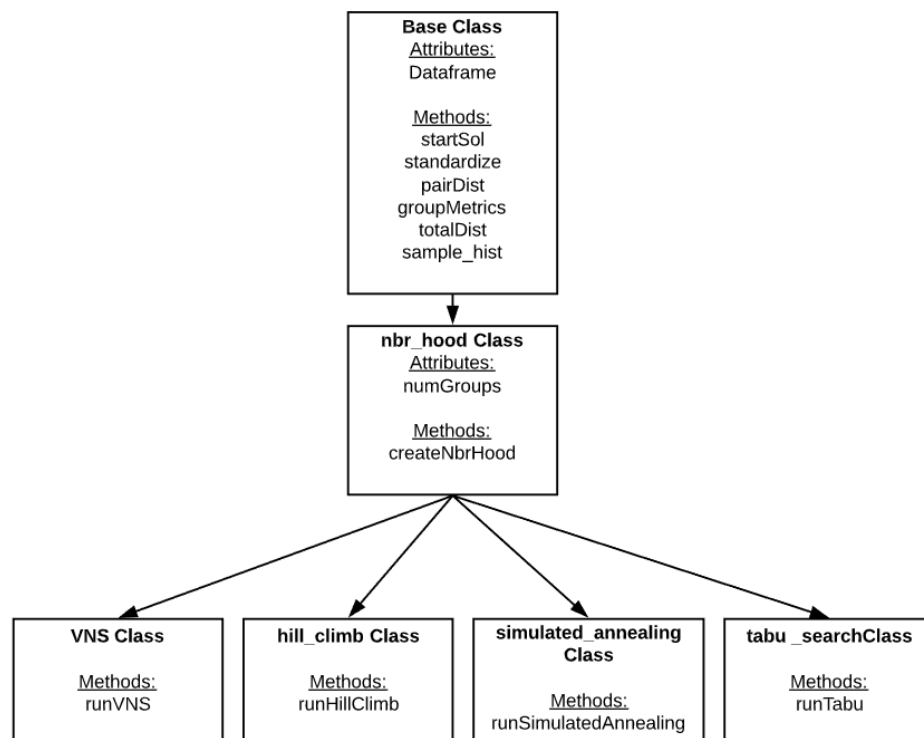 Base Class
Attributes:
Dataframe
Methods:
startSol
standardize
pairDist
groupMetrics
totalDist
sample_hist
nbr_hood Class
Attributes:
numGroups
Methods:
createNbrHood
VNS Class
Methods:
runVNS
hill_climb Class
Methods:
runHillClimb
simulated_annealing
Class
Methods:
runSimulatedAnnealing
tabu _searchClass
Methods:
runTabu